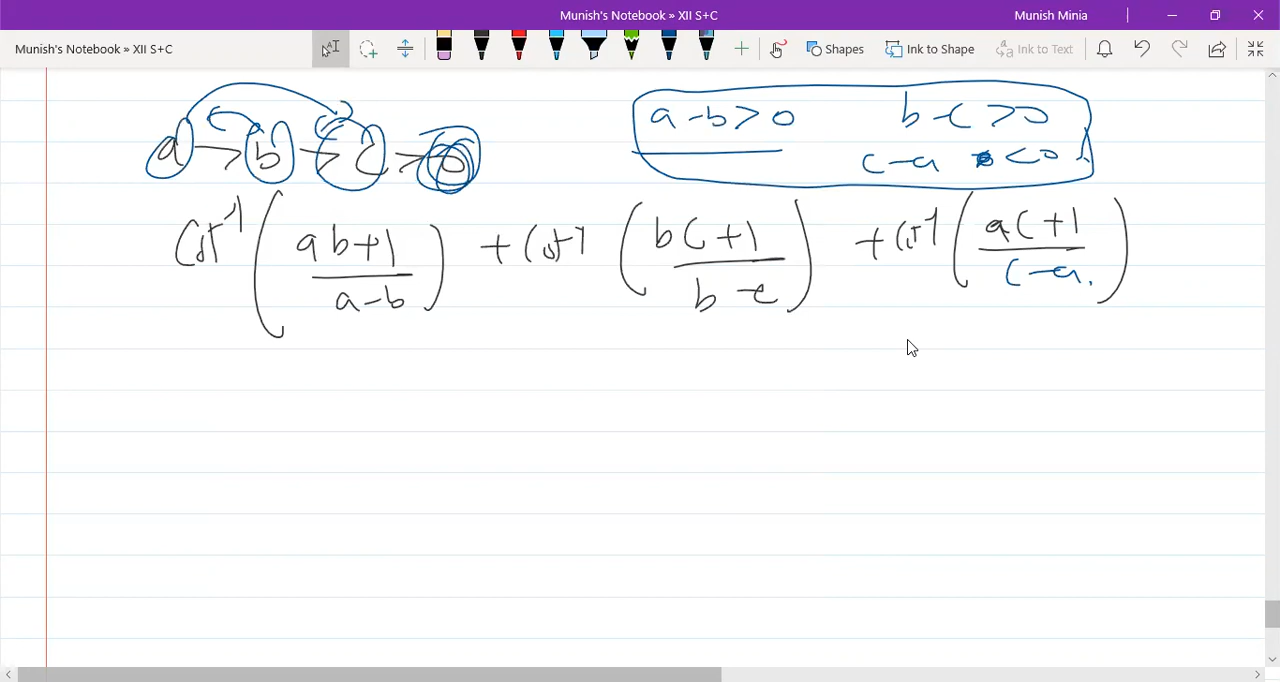 Munish's Notebook » XII S+C
Munish Minia
Munish's Notebook » XII S+C
Shapes
Ink to Shape
Ink to Text
a > b > c > 0
a-b>0 b-c>0
c-a <0
Cot⁻¹(ab+1/a-b) + Cot⁻¹(bc+1/b-c) + Cot⁻¹(ac+1/c-a)